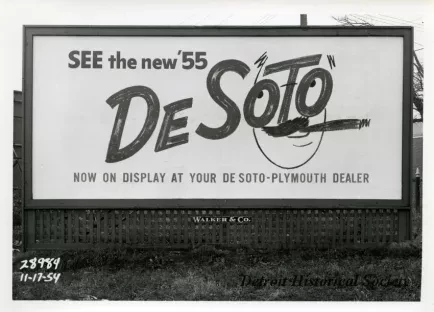 SEE the new '55
DE SOTO
NOW ON DISPLAY AT YOUR DE SOTO-PLYMOUTH DEALER
WALKER & CO.
28989
11-17-54
Detroit Historical Society